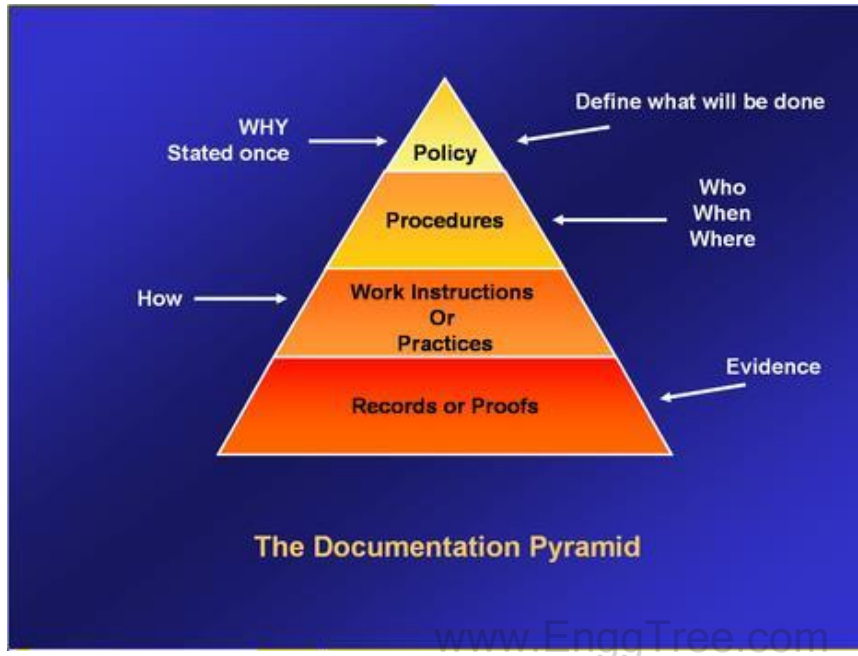 Define what will be done
WHY
Stated once
Policy
Who
When
Where
Procedures
How
Work Instructions
Or
Practices
Evidence
Records or Proofs
The Documentation Pyramid
www.EnggTree.com